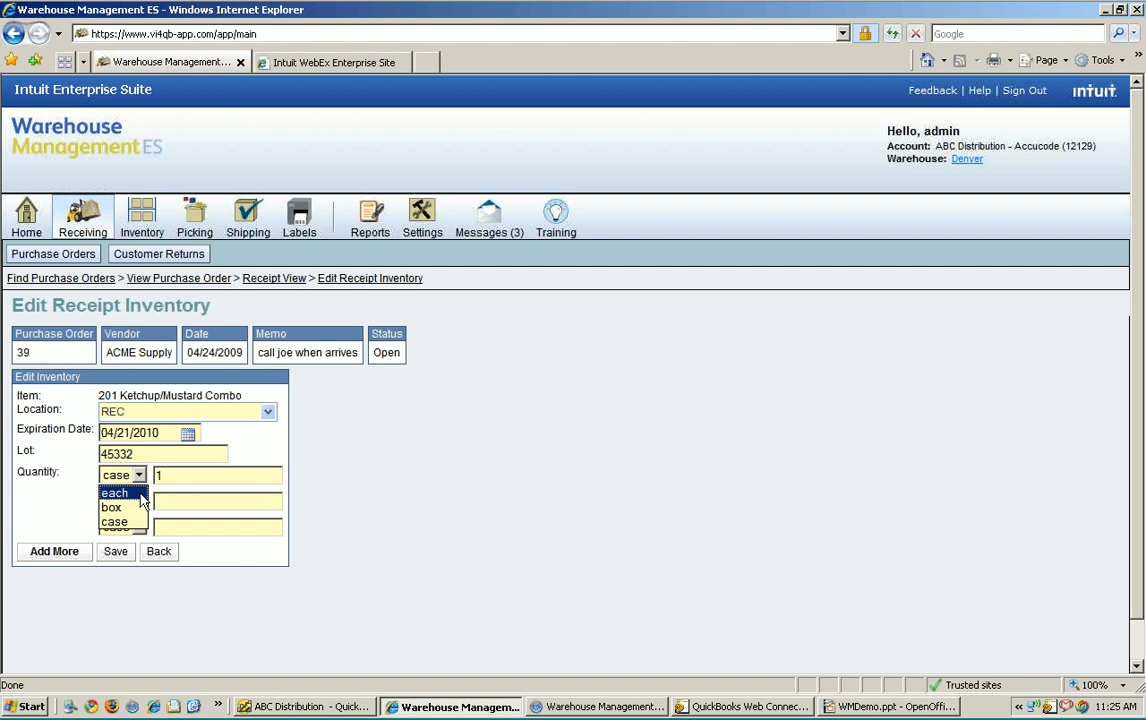 Warehouse Management ES - Windows Internet Explorer
https://www.vi4qb-app.com/app/main
Google
Warehouse Management...
Intuit WebEx Enterprise Site
Page
Tools
Intuit Enterprise Suite
Feedback | Help | Sign Out
intuit.
Warehouse
ManagementES
Hello, admin
Account: ABC Distribution - Accucode (12129)
Warehouse: Denver
Home
Receiving
Inventory
Picking
Shipping
Labels
Reports
Settings
Messages (3)
Training
Purchase Orders
Customer Returns
Find Purchase Orders > View Purchase Order > Receipt View > Edit Receipt Inventory
Edit Receipt Inventory
Purchase Order Vendor Date Memo Status
39 ACME Supply 04/24/2009 call joe when arrives Open
Edit Inventory
Item: 201 Ketchup/Mustard Combo
Location: REC
Expiration Date: 04/21/2010
Lot: 45332
Quantity: case 1
each
box
case
Add More Save Back
Done
Trusted sites
100%
Start
ABC Distribution - Quick...
Warehouse Managem...
Warehouse Management...
QuickBooks Web Connec...
WMDemo.ppt - OpenOffi...
11:25 AM